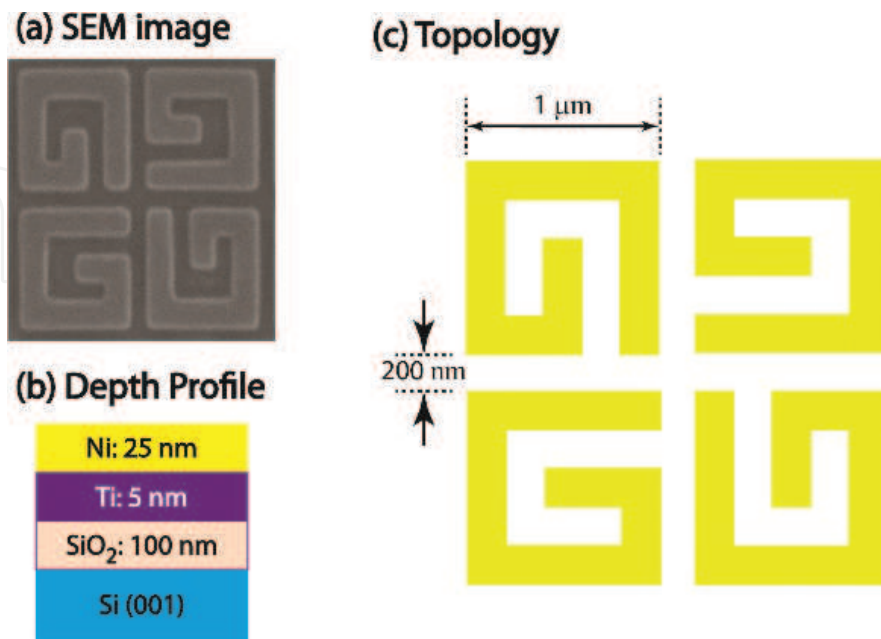 (a) SEM image
(c) Topology
1 μm
200 nm
(b) Depth Profile
Ni: 25 nm
Ti: 5 nm
SiO₂: 100 nm
Si (001)